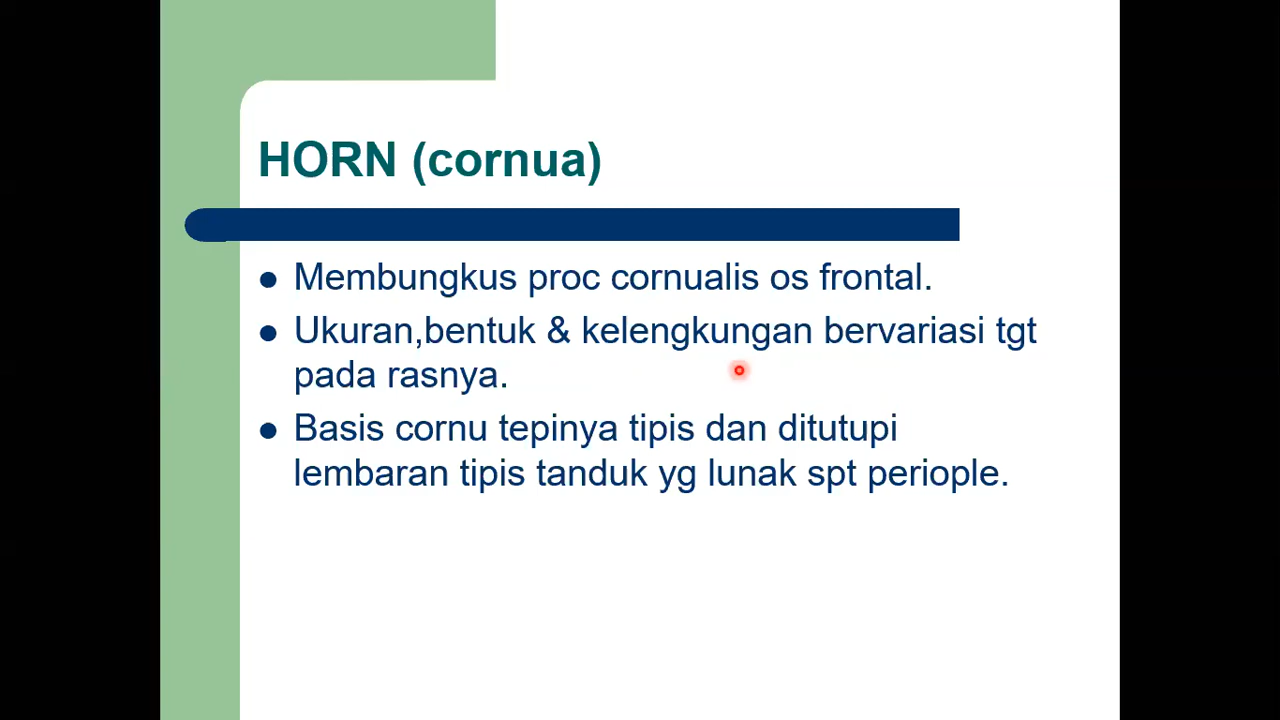 HORN (cornua)
Membungkus proc cornualis os frontal.
Ukuran,bentuk & kelengkungan bervariasi tgt
pada rasnya.
Basis cornu tepinya tipis dan ditutupi
lembaran tipis tanduk yg lunak spt periople.